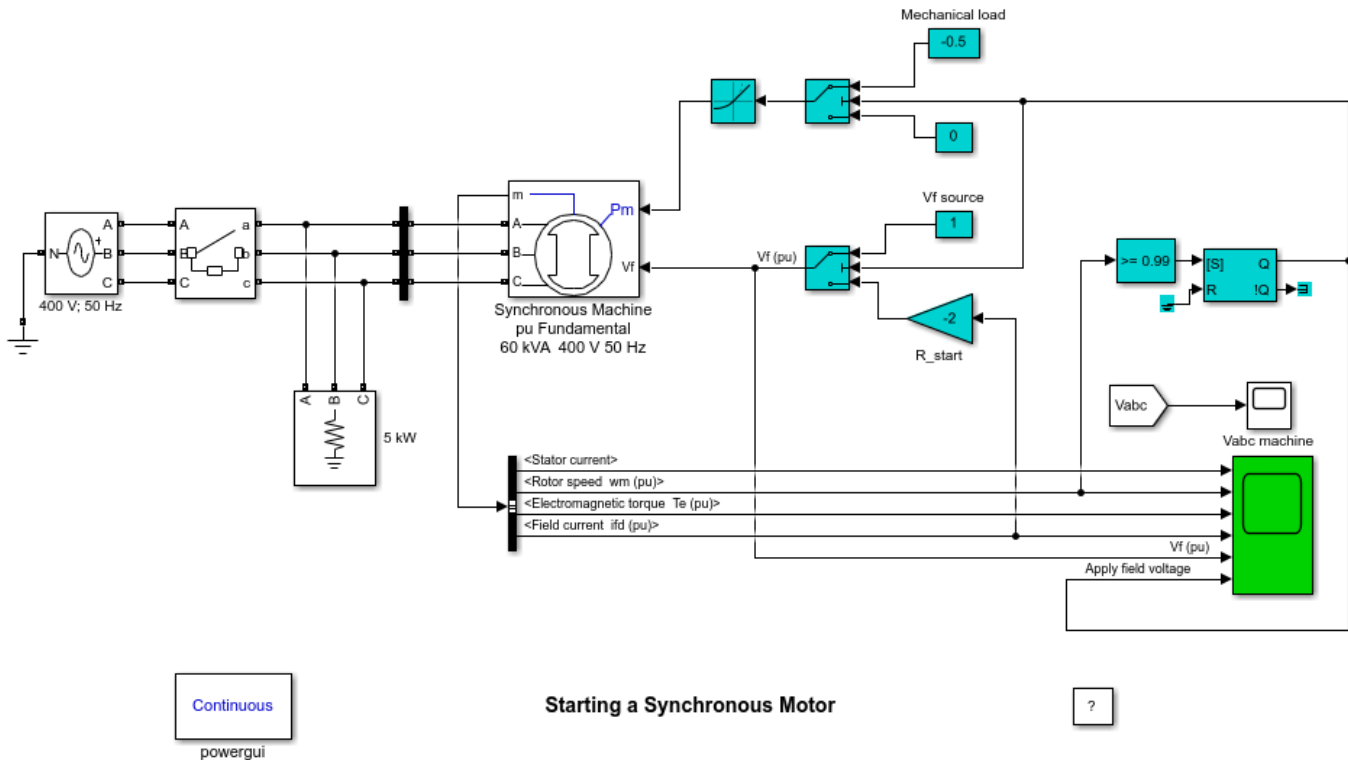 Mechanical load
-0.5
0
Vf source
1
m
Pm
A
B
C
Vf
Vf (pu)
N
A
B
C
+
400 V; 50 Hz
A
B
C
a
b
c
Synchronous Machine
pu Fundamental
60 kVA 400 V 50 Hz
-2
R_start
>= 0.99
[S]
R
Q
!Q
A
B
C
5 kW
Vabc
Vabc machine
<Stator current>
<Rotor speed wm (pu)>
<Electromagnetic torque Te (pu)>
<Field current ifd (pu)>
Vf (pu)
Apply field voltage
Continuous
powergui
Starting a Synchronous Motor
?